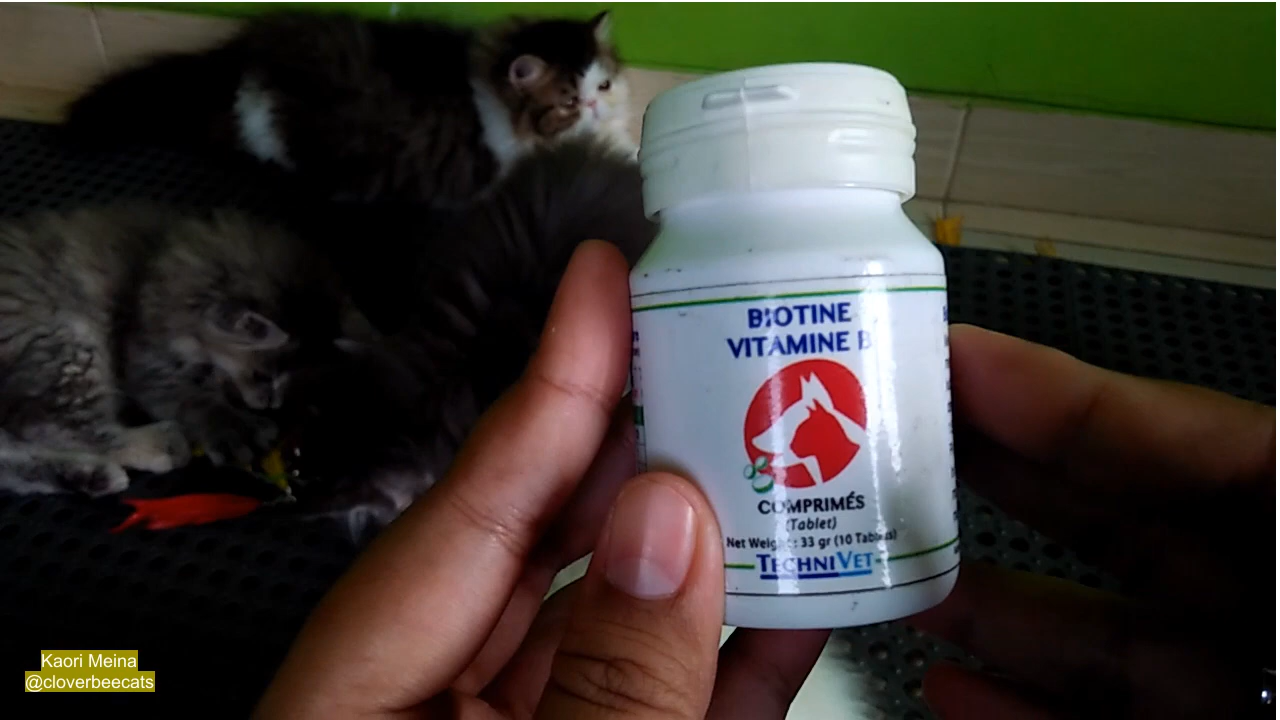 BIOTINE
VITAMINE B
COMPRIMÉS
(Tablet)
Net Weight : 33 gr (10 Tablets)
TECHNIVET
Kaori Meina
@cloverbeecats